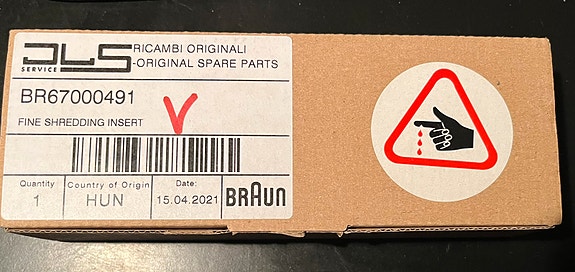 DLS RICAMBI ORIGINALI
SERVICE -ORIGINAL SPARE PARTS
BR67000491
FINE SHREDDING INSERT
Quantity
1
Country of Origin
HUN
Date:
15.04.2021
BRAUN